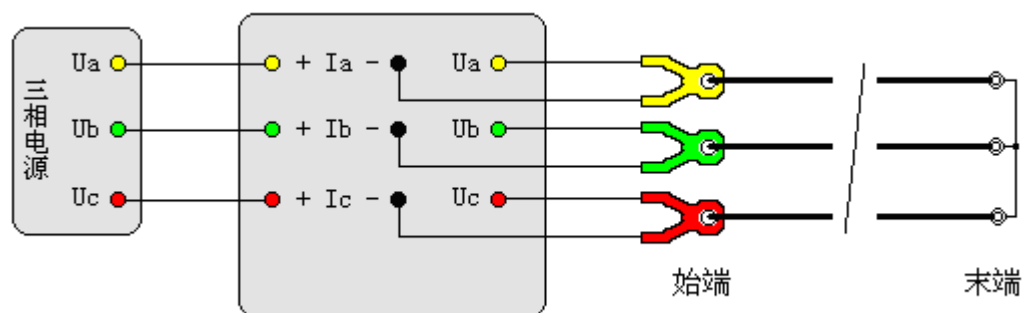 三相电源
Ua + Ia - Ua
Ub + Ib - Ub
Uc + Ic - Uc
始端 末端